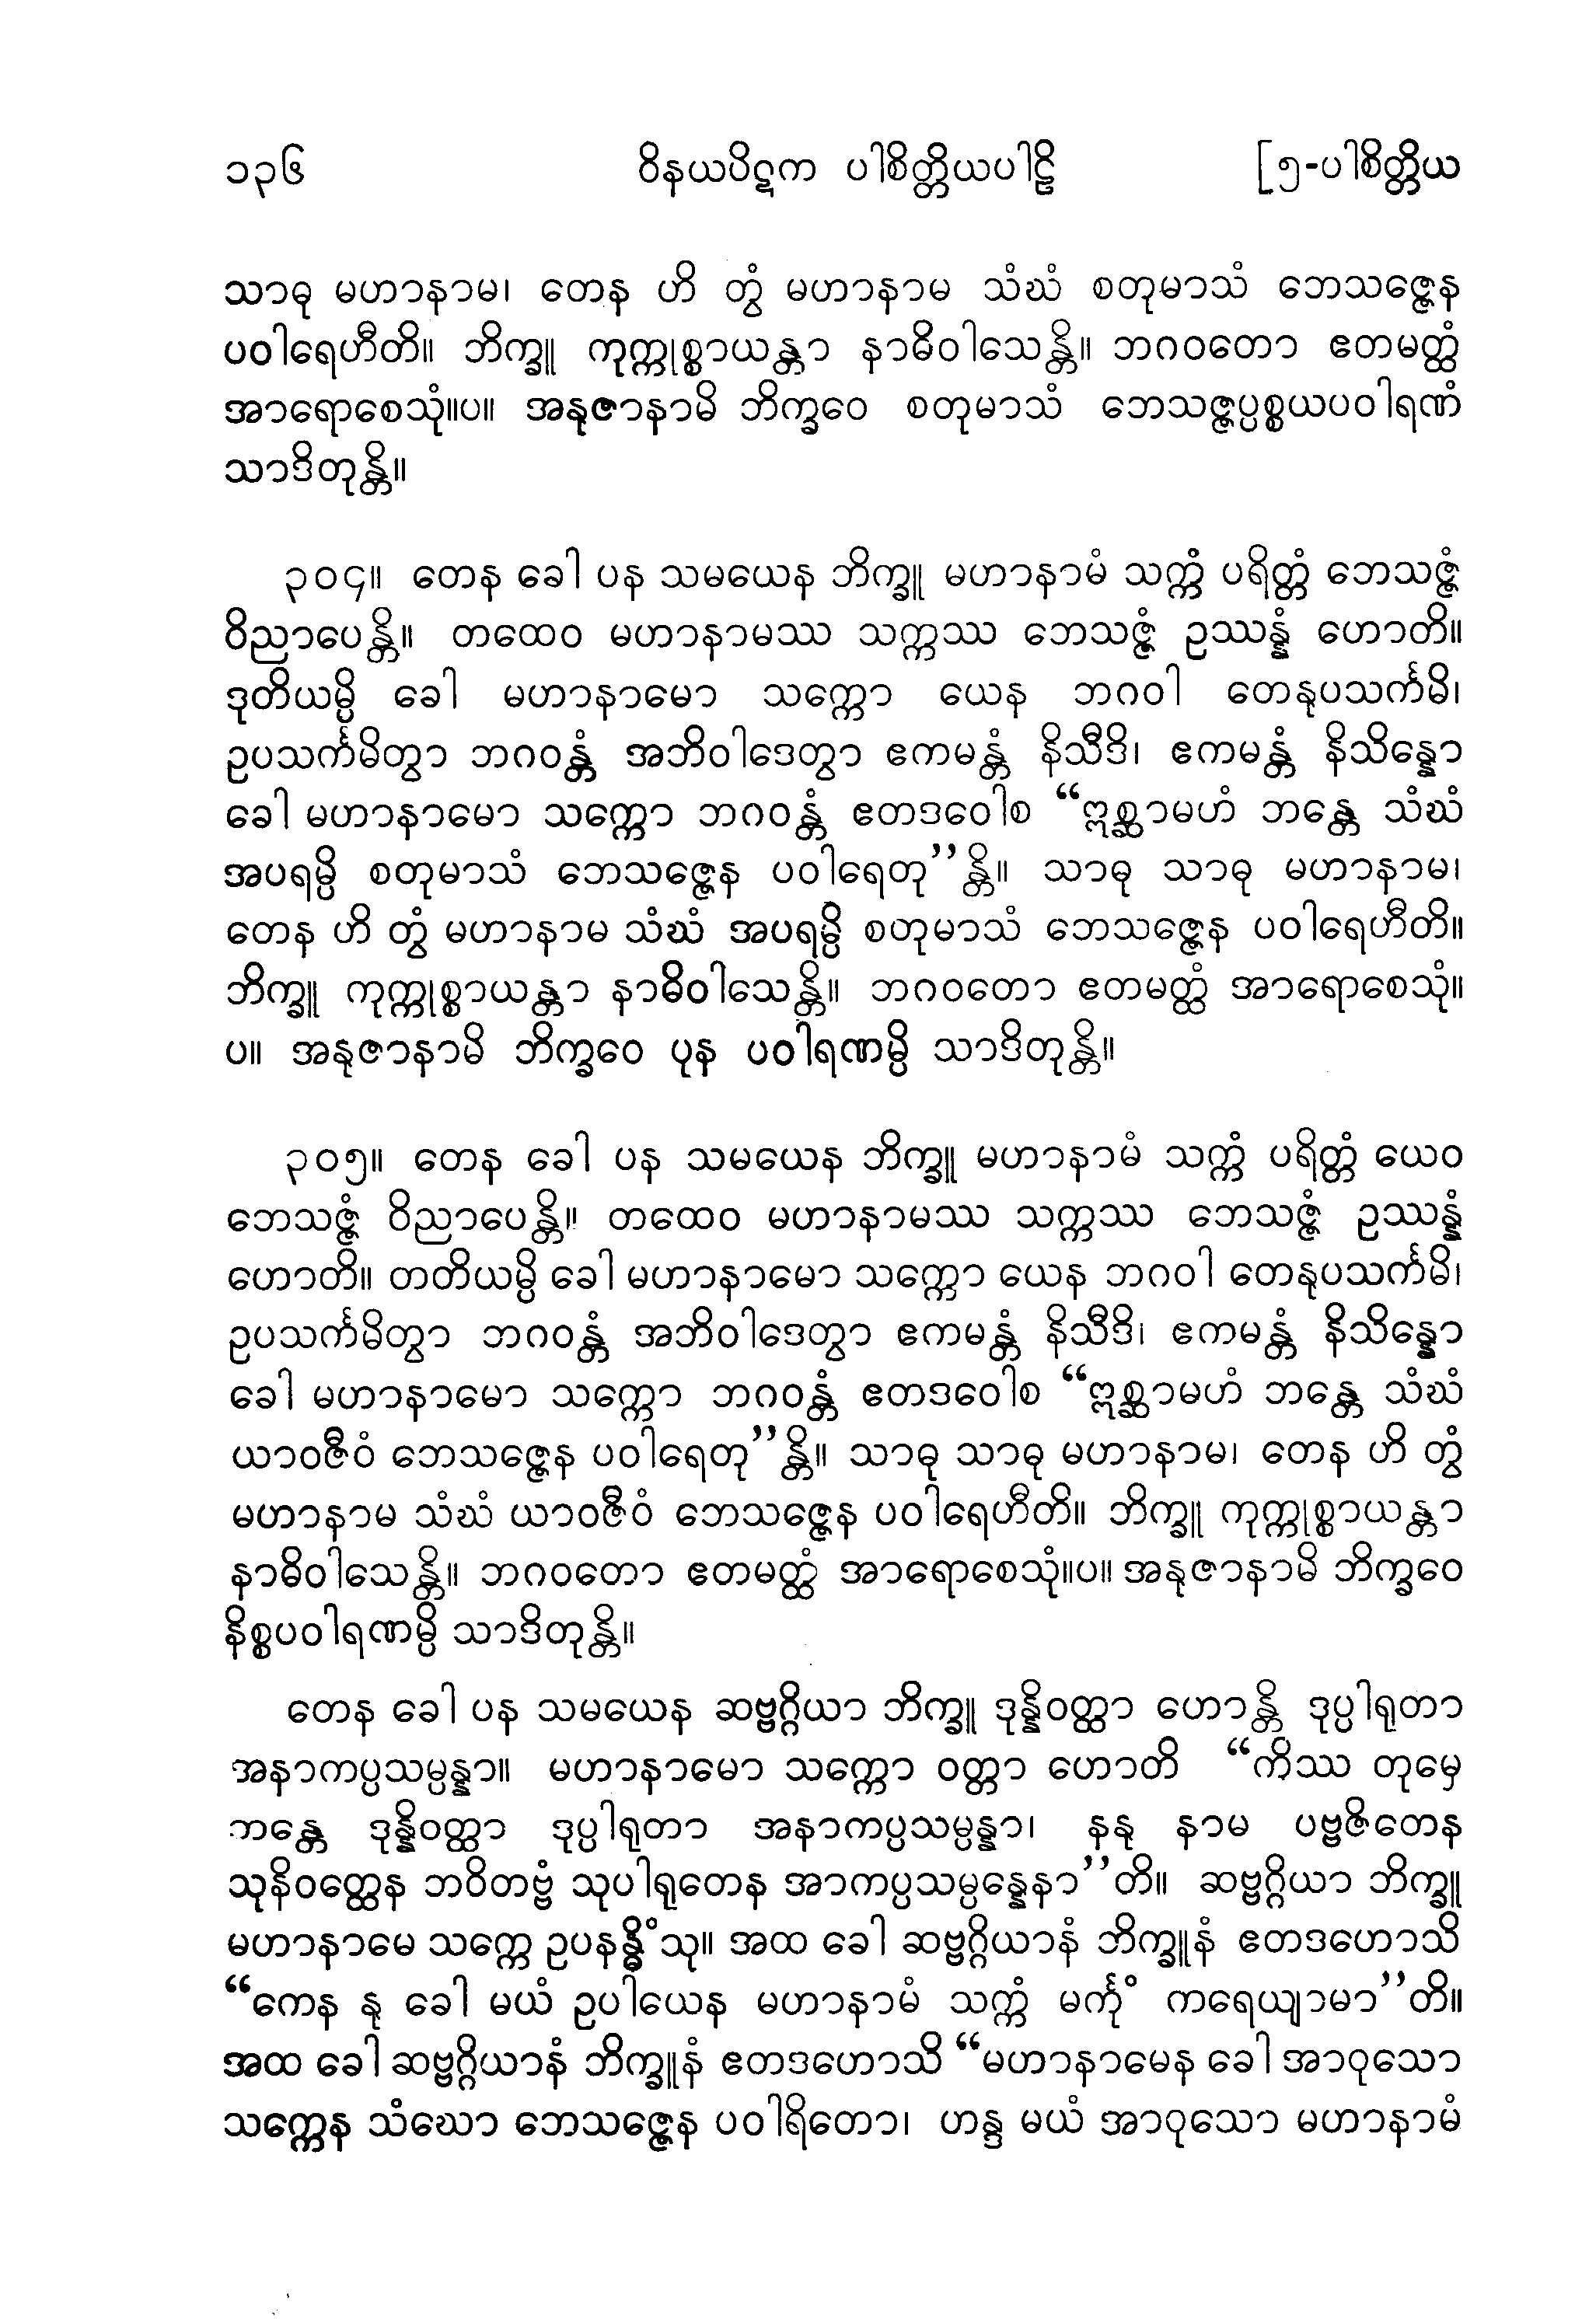 ၁၃၆ ဝိနယပိဋက ပါစိတ္တိယပါဠိ [၅-ပါစိတ္တိယ
သာဓု မဟာနာမ၊ တေန ဟိ တွံ မဟာနာမ သံဃံ စတုမာသံ ဘေသဇ္ဇေန
ပဝါရေဟီတိ။ ဘိက္ခူ ကုက္ကုစ္စာယန္တာ နာဓိဝါသေန္တိ။ ဘဂဝတော ဧတမတ္ထံ
အာရောစေသုံ။ပ။ အနုဇာနာမိ ဘိက္ခဝေ စတုမာသံ ဘေသဇ္ဇပ္ပစ္စယပဝါရဏံ
သာဒိတုန္တိ။
၃၀၄။ တေန ခေါ ပန သမယေန ဘိက္ခူ မဟာနာမံ သက္ကံ ပရိတ္တံ ဘေသဇ္ဇံ
ဝိညာပေန္တိ။ တထေဝ မဟာနာမဿ သက္ကဿ ဘေသဇ္ဇံ ဥဿန္နံ ဟောတိ။
ဒုတိယမ္ပိ ခေါ မဟာနာမော သက္ကော ယေန ဘဂဝါ တေနုပသင်္ကမိ၊
ဥပသင်္ကမိတွာ ဘဂဝန္တံ အဘိဝါဒေတွာ ဧကမန္တံ နိသီဒိ၊ ဧကမန္တံ နိသိန္နော
ခေါ မဟာနာမော သက္ကော ဘဂဝန္တံ ဧတဒဝေါစ “ဣစ္ဆာမဟံ ဘန္တေ သံဃံ
အပရမ္ပိ စတုမာသံ ဘေသဇ္ဇေန ပဝါရေတု”န္တိ။ သာဓု သာဓု မဟာနာမ၊
တေန ဟိ တွံ မဟာနာမ သံဃံ အပရမ္ပိ စတုမာသံ ဘေသဇ္ဇေန ပဝါရေဟီတိ။
ဘိက္ခူ ကုက္ကုစ္စာယန္တာ နာဓိဝါသေန္တိ။ ဘဂဝတော ဧတမတ္ထံ အာရောစေသုံ။
ပ။ အနုဇာနာမိ ဘိက္ခဝေ ပုန ပဝါရဏမ္ပိ သာဒိတုန္တိ။
၃၀၅။ တေန ခေါ ပန သမယေန ဘိက္ခူ မဟာနာမံ သက္ကံ ပရိတ္တံ ယေဝ
ဘေသဇ္ဇံ ဝိညာပေန္တိ။ တထေဝ မဟာနာမဿ သက္ကဿ ဘေသဇ္ဇံ ဥဿန္နံ
ဟောတိ။ တတိယမ္ပိ ခေါ မဟာနာမော သက္ကော ယေန ဘဂဝါ တေနုပသင်္ကမိ၊
ဥပသင်္ကမိတွာ ဘဂဝန္တံ အဘိဝါဒေတွာ ဧကမန္တံ နိသီဒိ၊ ဧကမန္တံ နိသိန္နော
ခေါ မဟာနာမော သက္ကော ဘဂဝန္တံ ဧတဒဝေါစ “ဣစ္ဆာမဟံ ဘန္တေ သံဃံ
ယာဝဇီဝံ ဘေသဇ္ဇေန ပဝါရေတု”န္တိ။ သာဓု သာဓု မဟာနာမ၊ တေန ဟိ တွံ
မဟာနာမ သံဃံ ယာဝဇီဝံ ဘေသဇ္ဇေန ပဝါရေဟီတိ။ ဘိက္ခူ ကုက္ကုစ္စာယန္တာ
နာဓိဝါသေန္တိ။ ဘဂဝတော ဧတမတ္ထံ အာရောစေသုံ။ပ။ အနုဇာနာမိ ဘိက္ခဝေ
နိစ္စပဝါရဏမ္ပိ သာဒိတုန္တိ။
တေန ခေါ ပန သမယေန ဆဗ္ဗဂ္ဂိယာ ဘိက္ခူ ဒုန္နိဝတ္ထာ ဟောန္တိ ဒုပ္ပါရုတာ
အနာကပ္ပသမ္ပန္နာ။ မဟာနာမော သက္ကော ဝတ္တာ ဟောတိ “ကိဿ တုမှေ
ဘန္တေ ဒုန္နိဝတ္ထာ ဒုပ္ပါရုတာ အနာကပ္ပသမ္ပန္နာ၊ နနု နာမ ပဗ္ဗဇိတေန
သုနိဝတ္ထေန ဘဝိတဗ္ဗံ သုပါရုတေန အာကပ္ပသမ္ပန္နေနာ”တိ။ ဆဗ္ဗဂ္ဂိယာ ဘိက္ခူ
မဟာနာမေ သက္ကေ ဥပနန္ဓိံသု။ အထ ခေါ ဆဗ္ဗဂ္ဂိယာနံ ဘိက္ခူနံ ဧတဒဟောသိ
“ကေန နု ခေါ မယံ ဥပါယေန မဟာနာမံ သက္ကံ မင်္ကုံ ကရေယျာမာ”တိ။
အထ ခေါ ဆဗ္ဗဂ္ဂိယာနံ ဘိက္ခူနံ ဧတဒဟောသိ “မဟာနာမေန ခေါ အာဝုသော
သက္ကေန သံဃော ဘေသဇ္ဇေန ပဝါရိတော၊ ဟန္ဒ မယံ အာဝုသော မဟာနာမံ